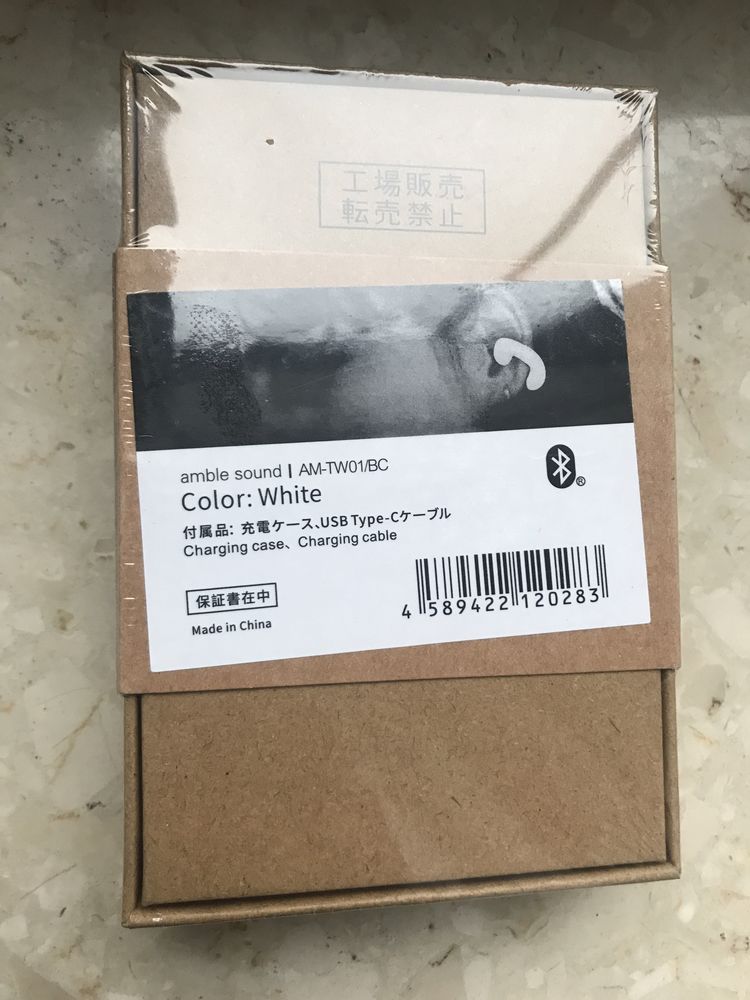 工場販売
転売禁止
amble sound | AM-TW01/BC
Color: White
付属品: 充電ケース、USB Type-Cケーブル
Charging case、Charging cable
保証書在中
Made in China
4 589422 120283
®